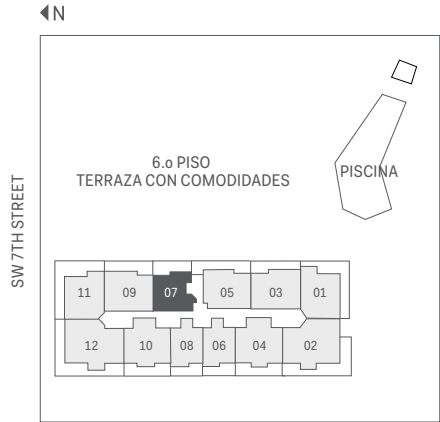 N
6.o PISO
TERRAZA CON COMODIDADES
PISCINA
SW 7TH STREET
11 09 07 05 03 01
12 10 08 06 04 02